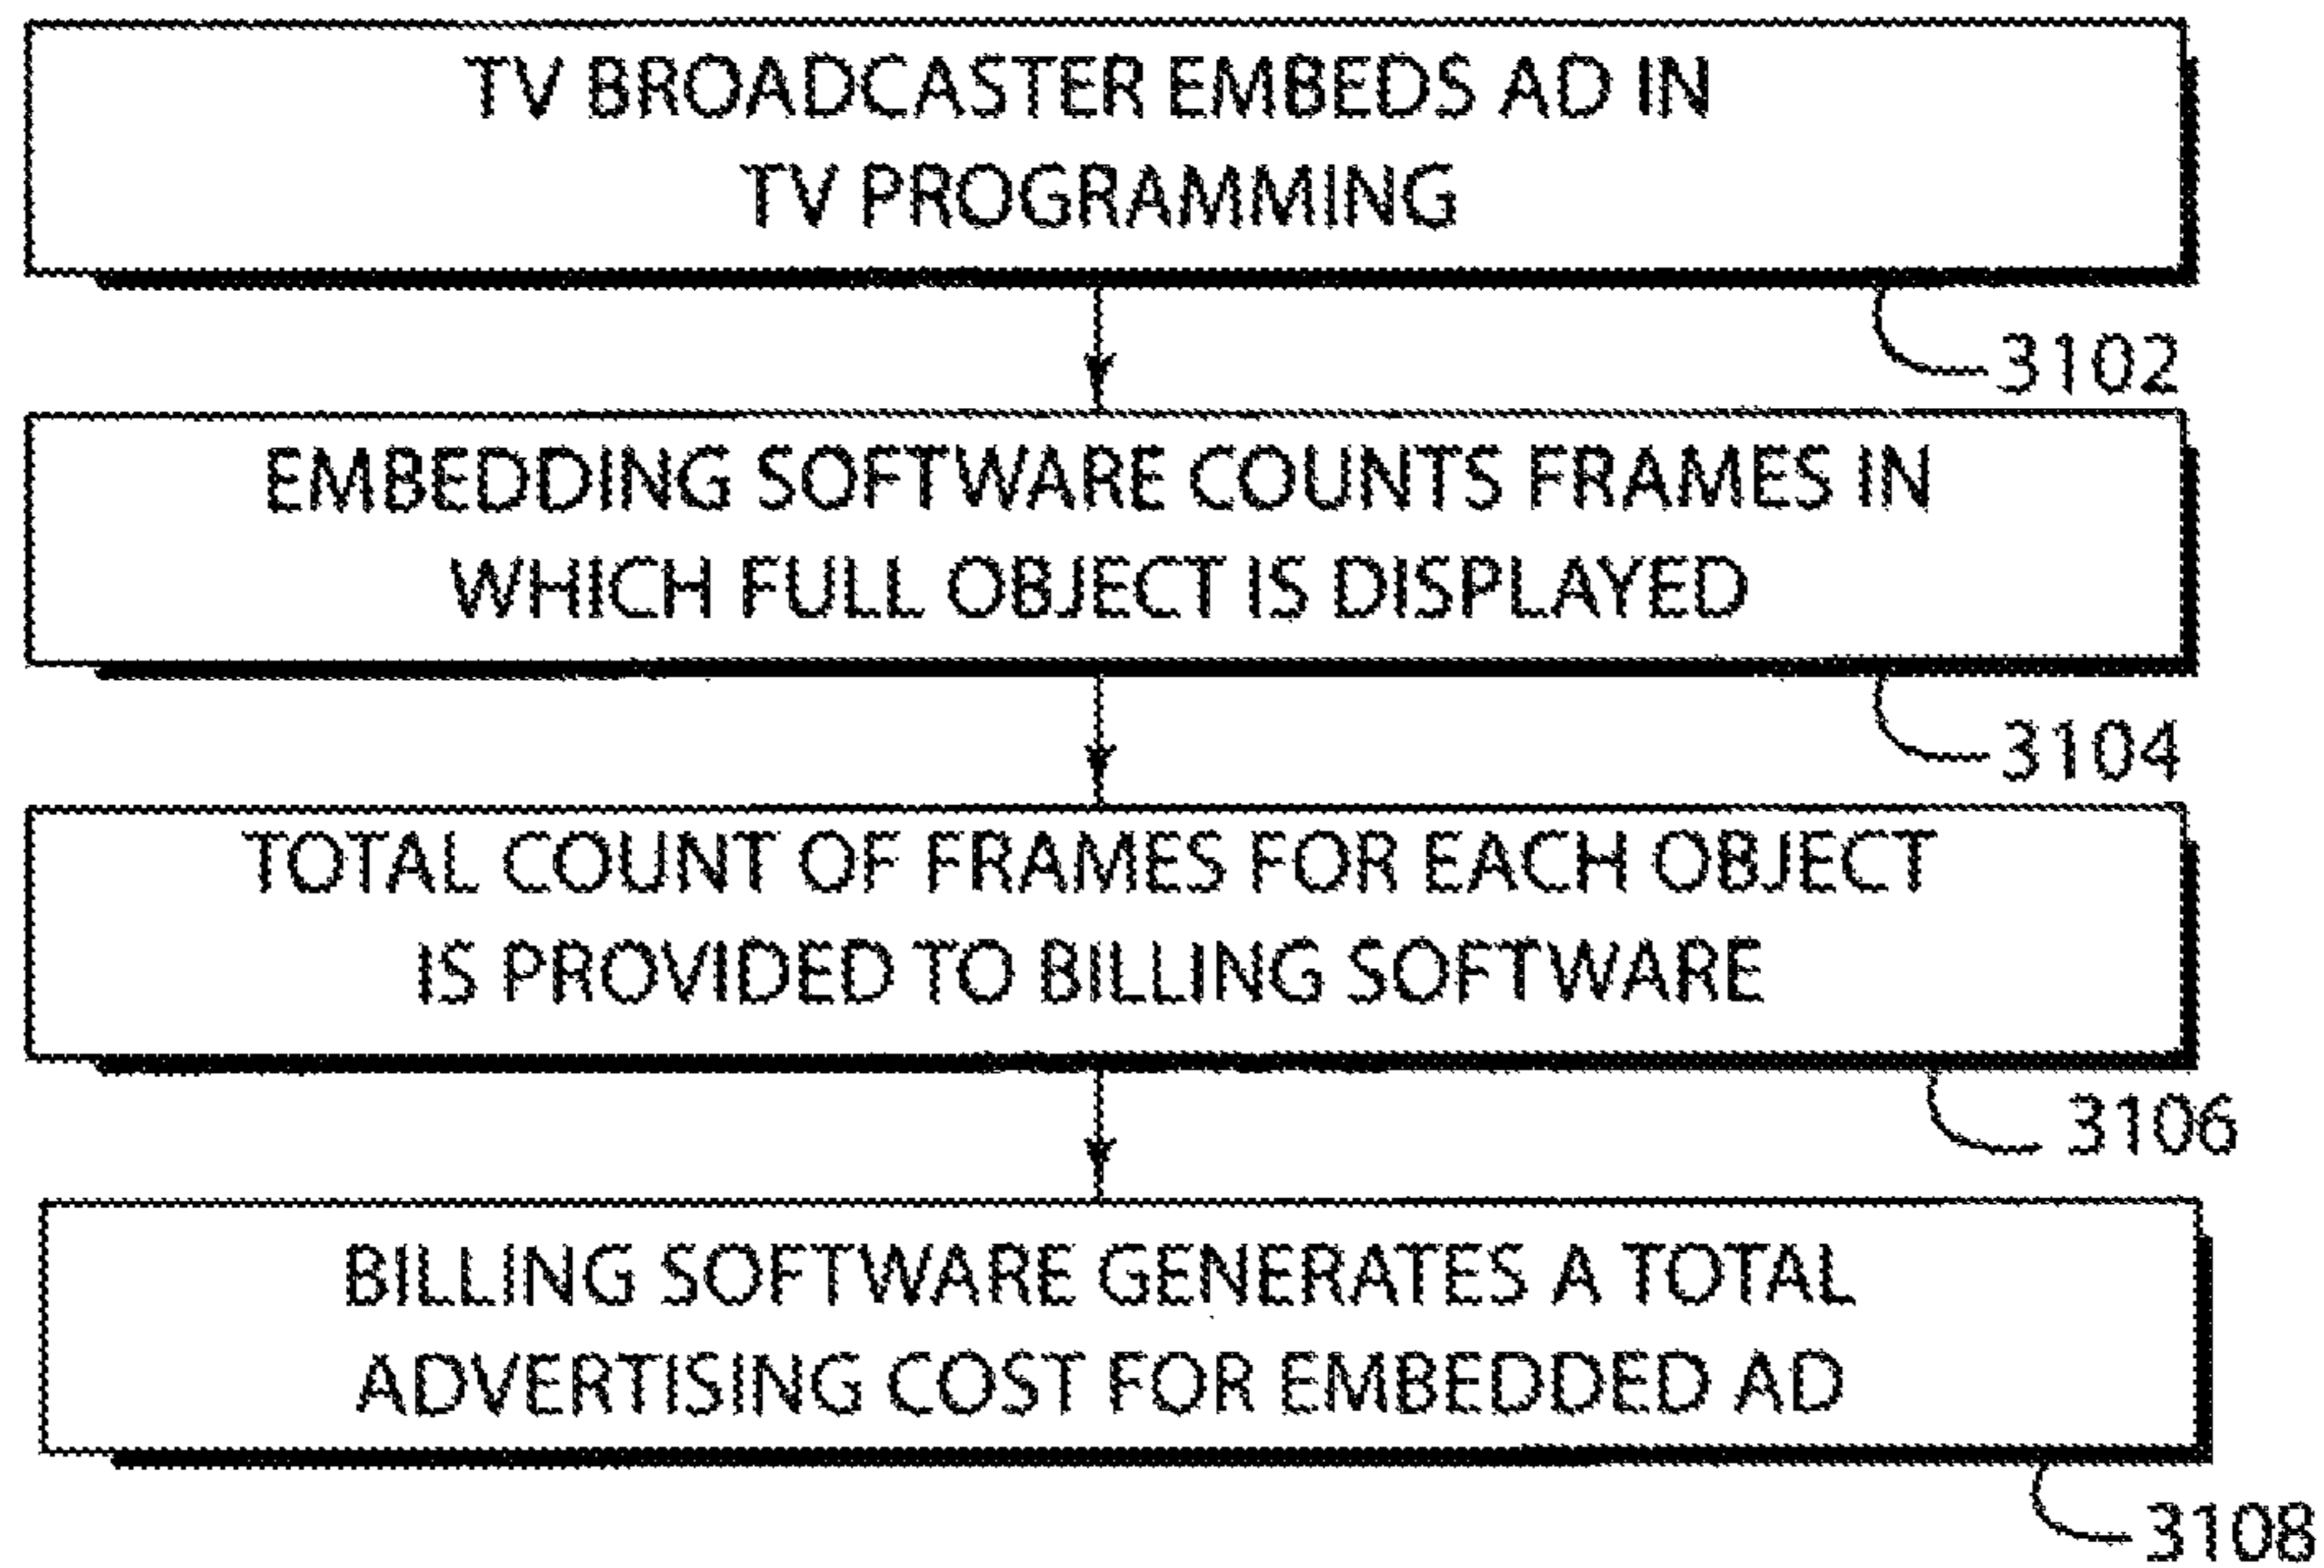 TV BROADCASTER EMBEDS AD IN
TV PROGRAMMING
3102
EMBEDDING SOFTWARE COUNTS FRAMES IN
WHICH FULL OBJECT IS DISPLAYED
3104
TOTAL COUNT OF FRAMES FOR EACH OBJECT
IS PROVIDED TO BILLING SOFTWARE
3106
BILLING SOFTWARE GENERATES A TOTAL
ADVERTISING COST FOR EMBEDDED AD
3108